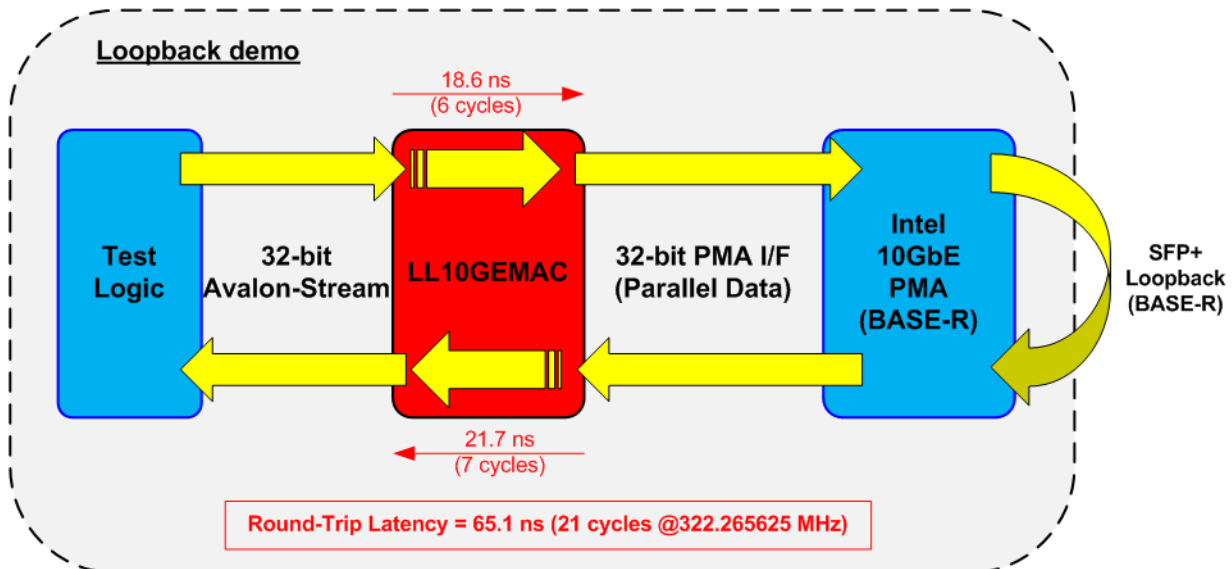 Loopback demo
18.6 ns
(6 cycles)
Test
Logic
32-bit
Avalon-Stream
LL10GEMAC
32-bit PMA I/F
(Parallel Data)
Intel
10GbE
PMA
(BASE-R)
SFP+
Loopback
(BASE-R)
21.7 ns
(7 cycles)
Round-Trip Latency = 65.1 ns (21 cycles @322.265625 MHz)